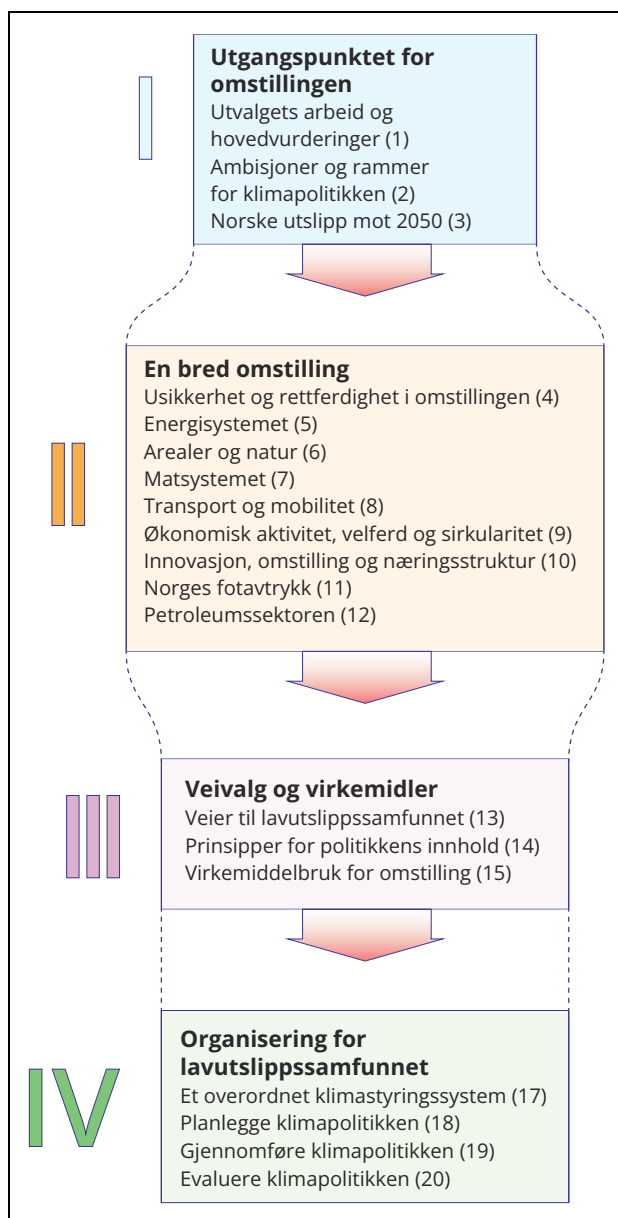 I
Utgangspunktet for
omstillingen
Utvalgets arbeid og
hovedvurderinger (1)
Ambisjoner og rammer
for klimapolitikken (2)
Norske utslipp mot 2050 (3)
II
En bred omstilling
Usikkerhet og rettferdighet i omstillingen (4)
Energisystemet (5)
Arealer og natur (6)
Matsystemet (7)
Transport og mobilitet (8)
Økonomisk aktivitet, velferd og sirkularitet (9)
Innovasjon, omstilling og næringsstruktur (10)
Norges fotavtrykk (11)
Petroleumssektoren (12)
III
Veivalg og virkemidler
Veier til lavutslippssamfunnet (13)
Prinsipper for politikkens innhold (14)
Virkemiddelbruk for omstilling (15)
IV
Organisering for
lavutslippssamfunnet
Et overordnet klimastyringssystem (17)
Planlegge klimapolitikken (18)
Gjennomføre klimapolitikken (19)
Evaluere klimapolitikken (20)